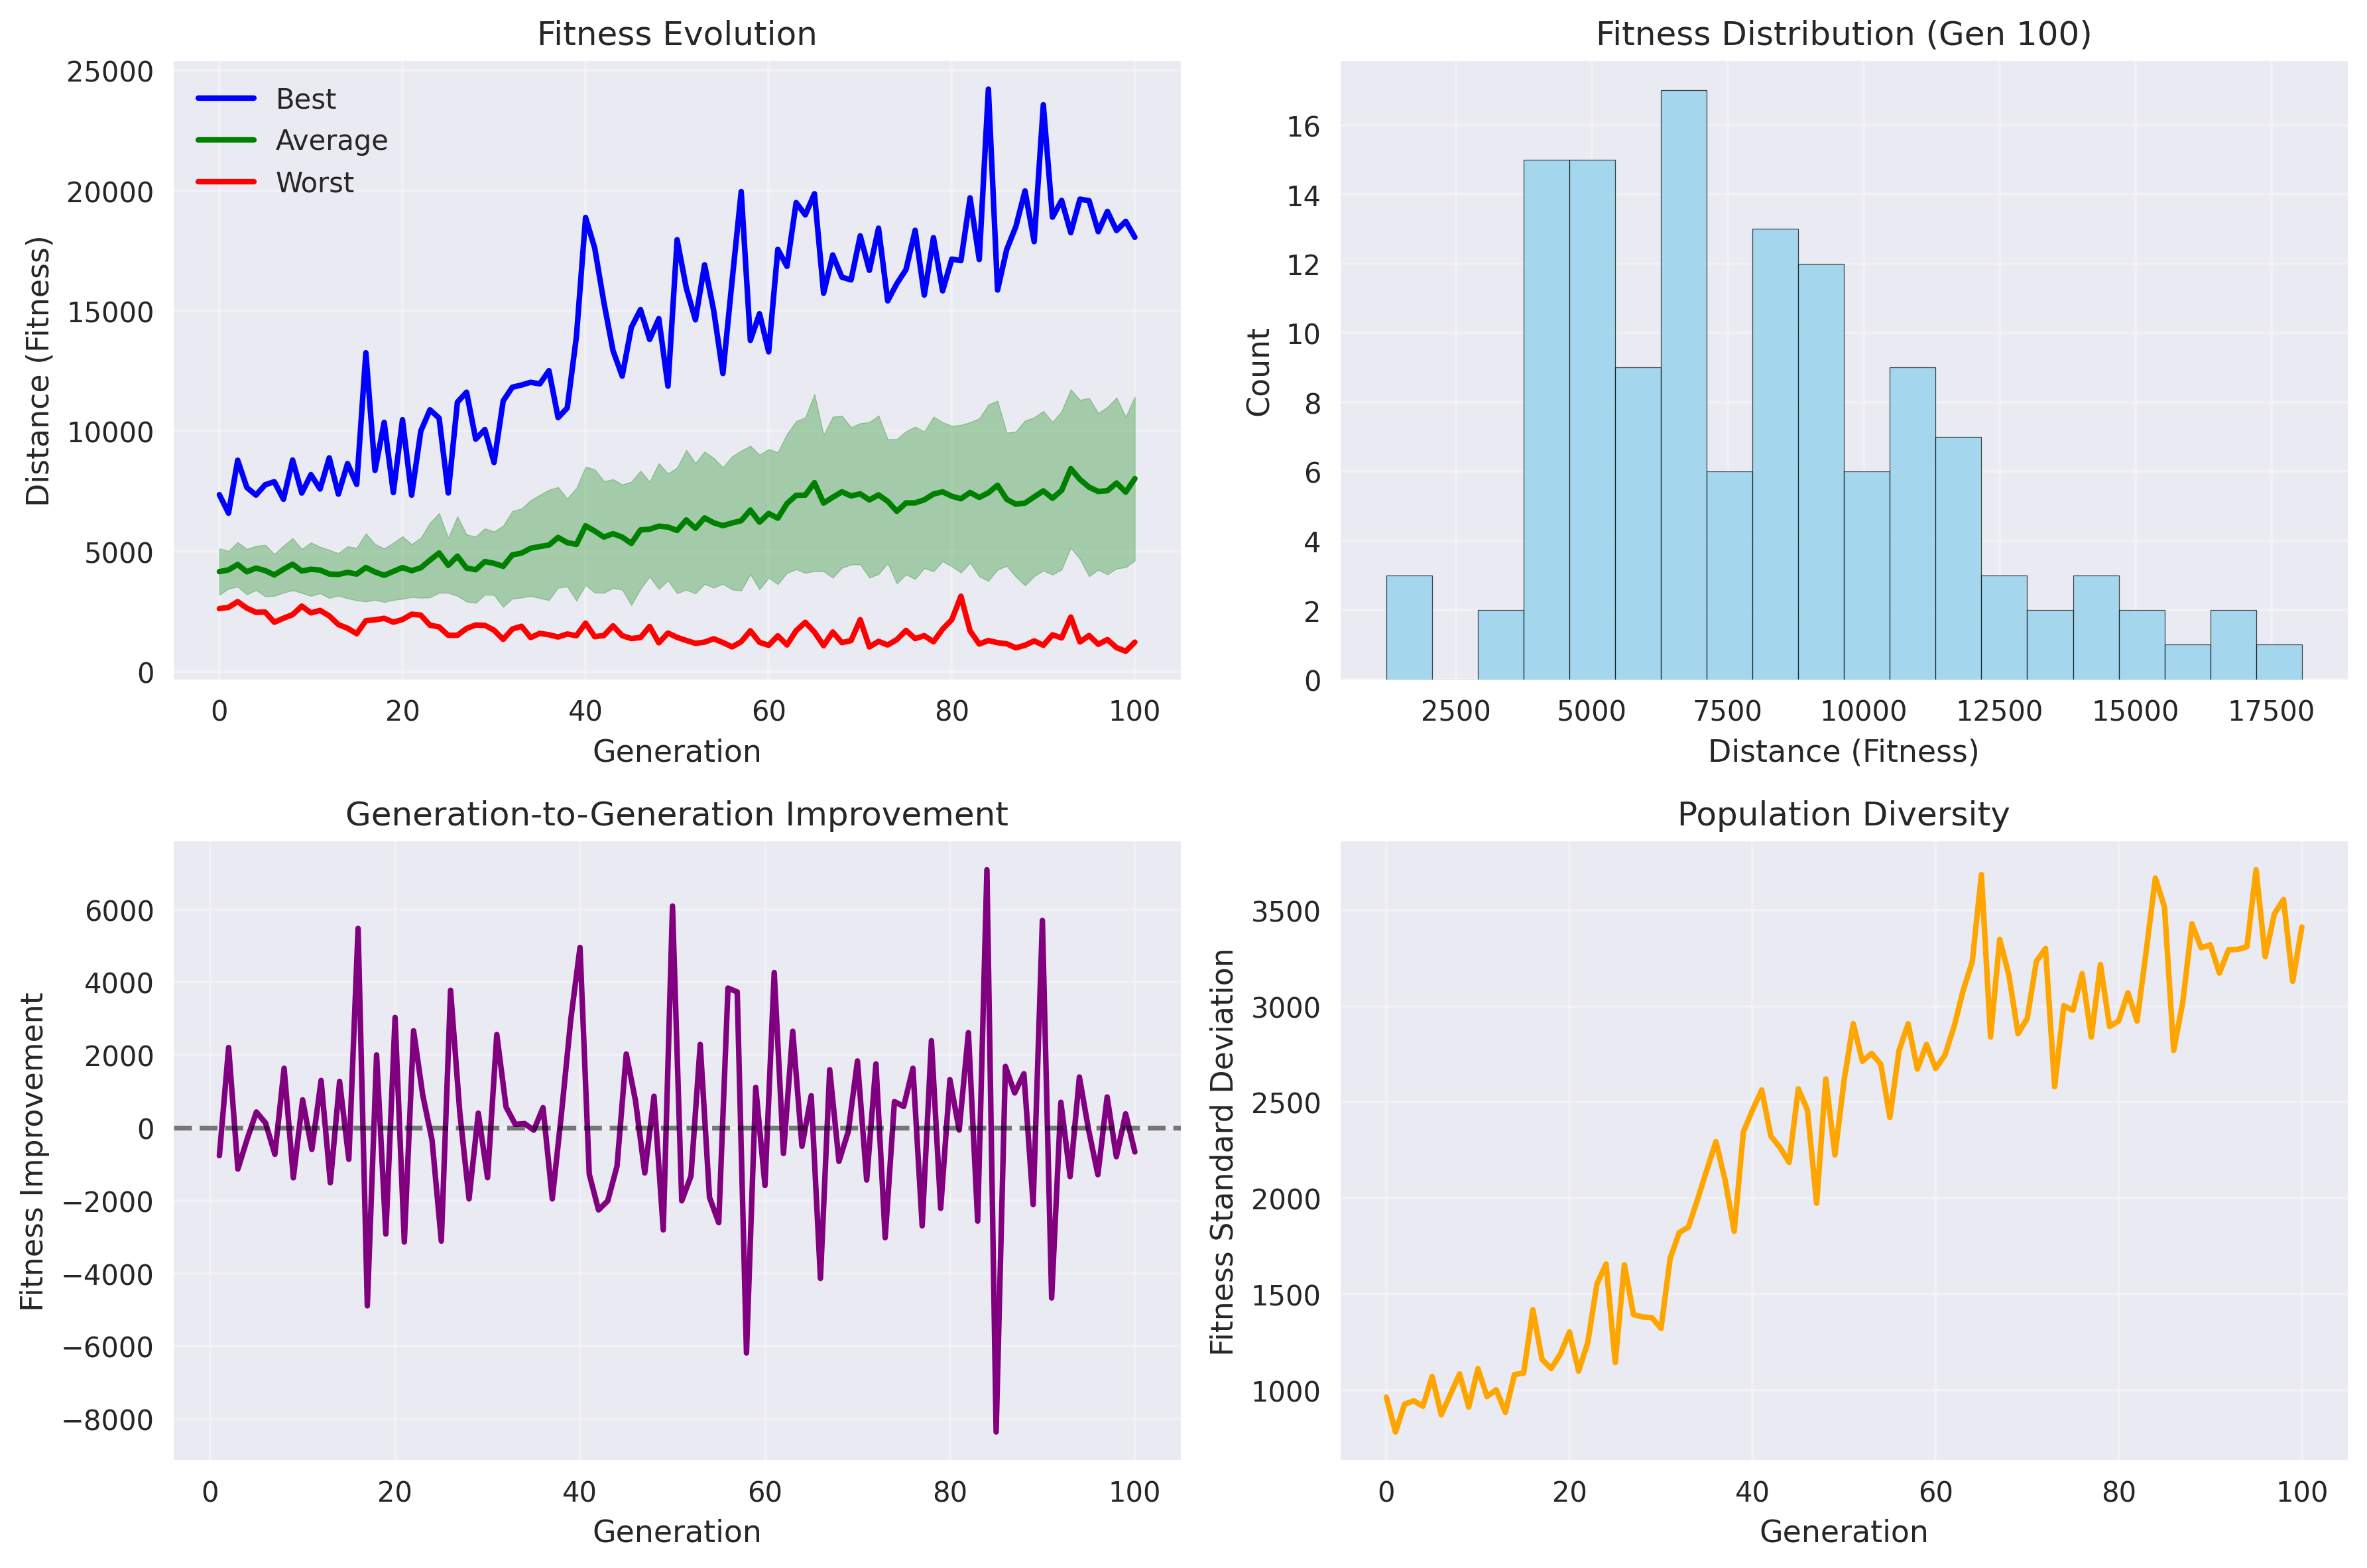 Fitness Evolution
25000
20000
15000
10000
5000
0
Distance (Fitness)
Best
Average
Worst
0 20 40 60 80 100
Generation
Fitness Distribution (Gen 100)
16
14
12
10
8
6
4
2
0
Count
2500 5000 7500 10000 12500 15000 17500
Distance (Fitness)
Generation-to-Generation Improvement
6000
4000
2000
0
−2000
−4000
−6000
−8000
Fitness Improvement
0 20 40 60 80 100
Generation
Population Diversity
3500
3000
2500
2000
1500
1000
Fitness Standard Deviation
0 20 40 60 80 100
Generation